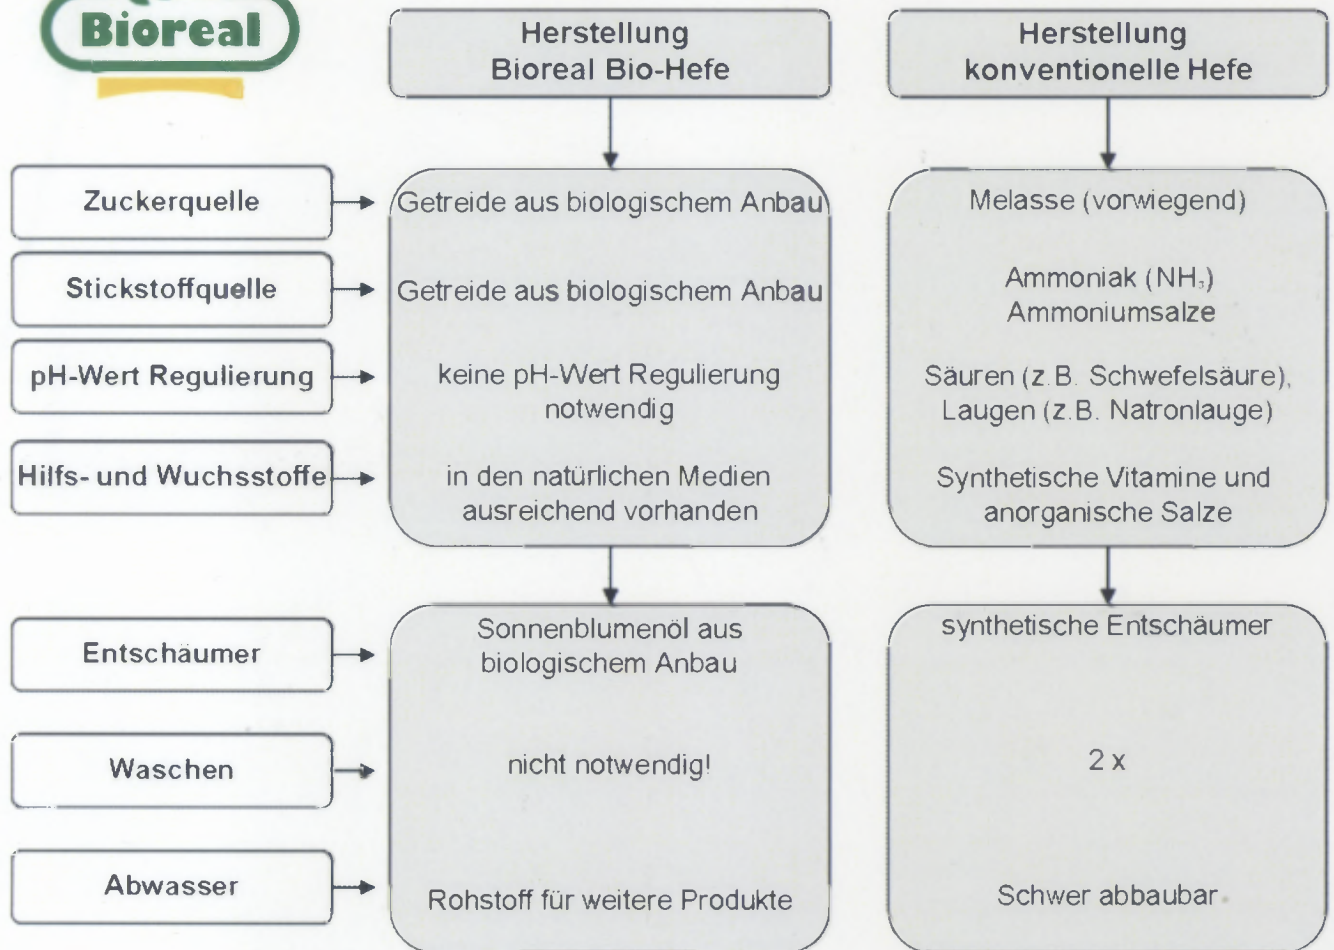 Bioreal
Herstellung
Bioreal Bio-Hefe
Herstellung
konventionelle Hefe
Zuckerquelle
Getreide aus biologischem Anbau
Melasse (vorwiegend)
Stickstoffquelle
Getreide aus biologischem Anbau
Ammoniak (NH₃)
Ammoniumsalze
pH-Wert Regulierung
keine pH-Wert Regulierung
notwendig
Säuren (z.B. Schwefelsäure),
Laugen (z.B. Natronlauge)
Hilfs- und Wuchsstoffe
in den natürlichen Medien
ausreichend vorhanden
Synthetische Vitamine und
anorganische Salze
Entschäumer
Sonnenblumenöl aus
biologischem Anbau
synthetische Entschäumer
Waschen
nicht notwendig!
2 x
Abwasser
Rohstoff für weitere Produkte
Schwer abbaubar